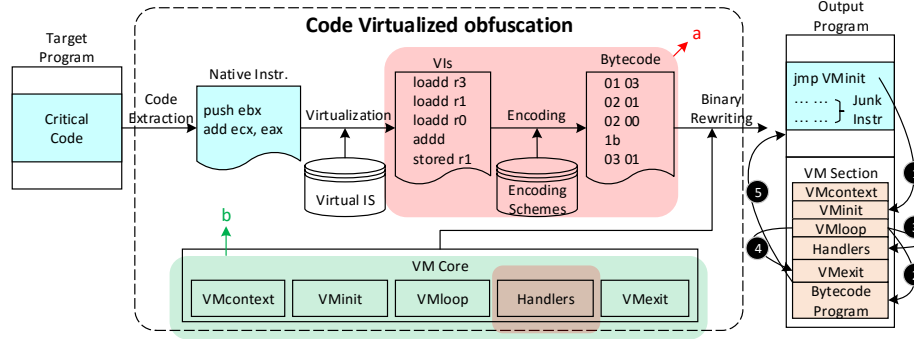 Code Virtualized obfuscation
Target
Program
Critical
Code
Code
Extraction
Native Instr.
push ebx
add ecx, eax
Virtualization
Virtual IS
VIs
loadd r3
loadd r1
loadd r0
addd
stored r1
Encoding
Encoding
Schemes
Bytecode
01 03
02 01
02 00
1b
03 01
a
Binary
Rewriting
b
VM Core
VMcontext
VMinit
VMloop
Handlers
VMexit
Output
Program
jmp VMinit
... ... Junk
... ... Instr
VM Section
VMcontext
VMinit
VMloop
Handlers
VMexit
Bytecode
Program
5
4